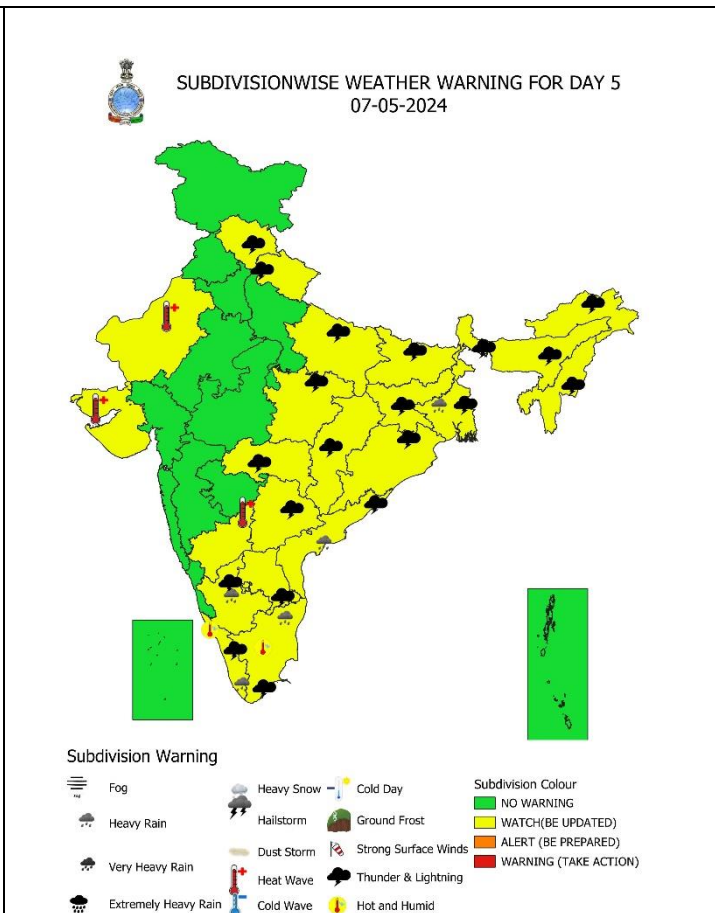 SUBDIVISIONWISE WEATHER WARNING FOR DAY 5
07-05-2024
Subdivision Warning
Fog
Heavy Rain
Very Heavy Rain
Extremely Heavy Rain
Heavy Snow
Hailstorm
Dust Storm
Heat Wave
Cold Wave
Cold Day
Ground Frost
Strong Surface Winds
Thunder & Lightning
Hot and Humid
Subdivision Colour
NO WARNING
WATCH(BE UPDATED)
ALERT (BE PREPARED)
WARNING (TAKE ACTION)